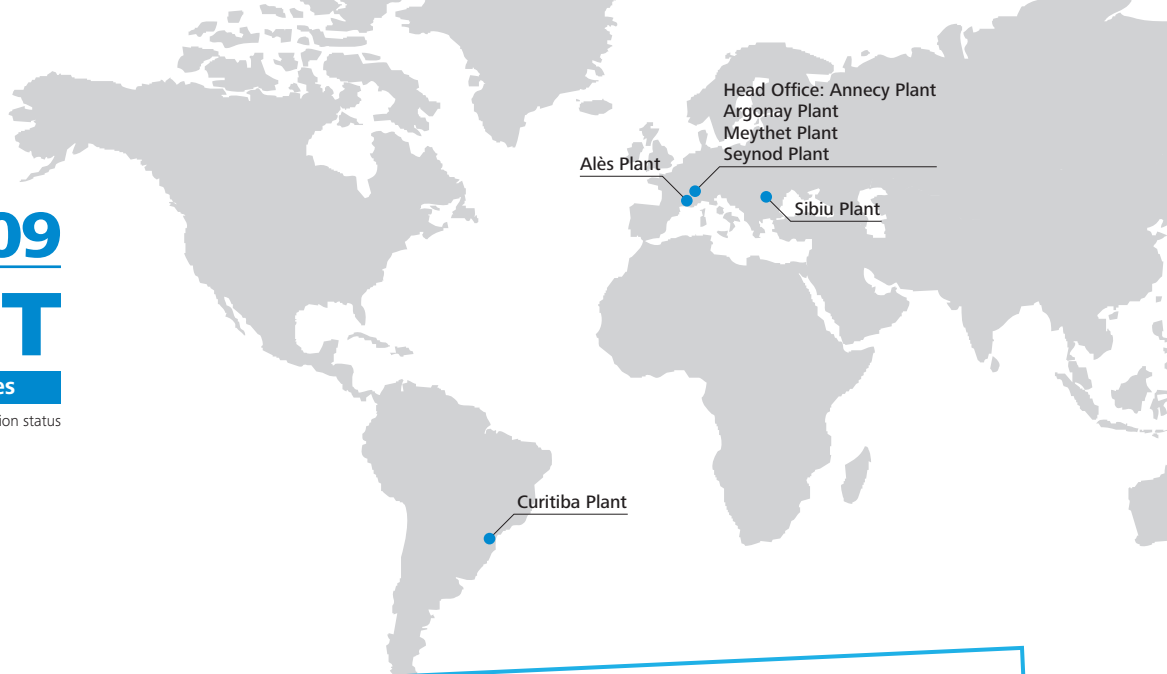 Head Office: Annecy Plant
Argonay Plant
Meythet Plant
Seynod Plant
Alès Plant
Sibiu Plant
09
T
es
ion status
Curitiba Plant